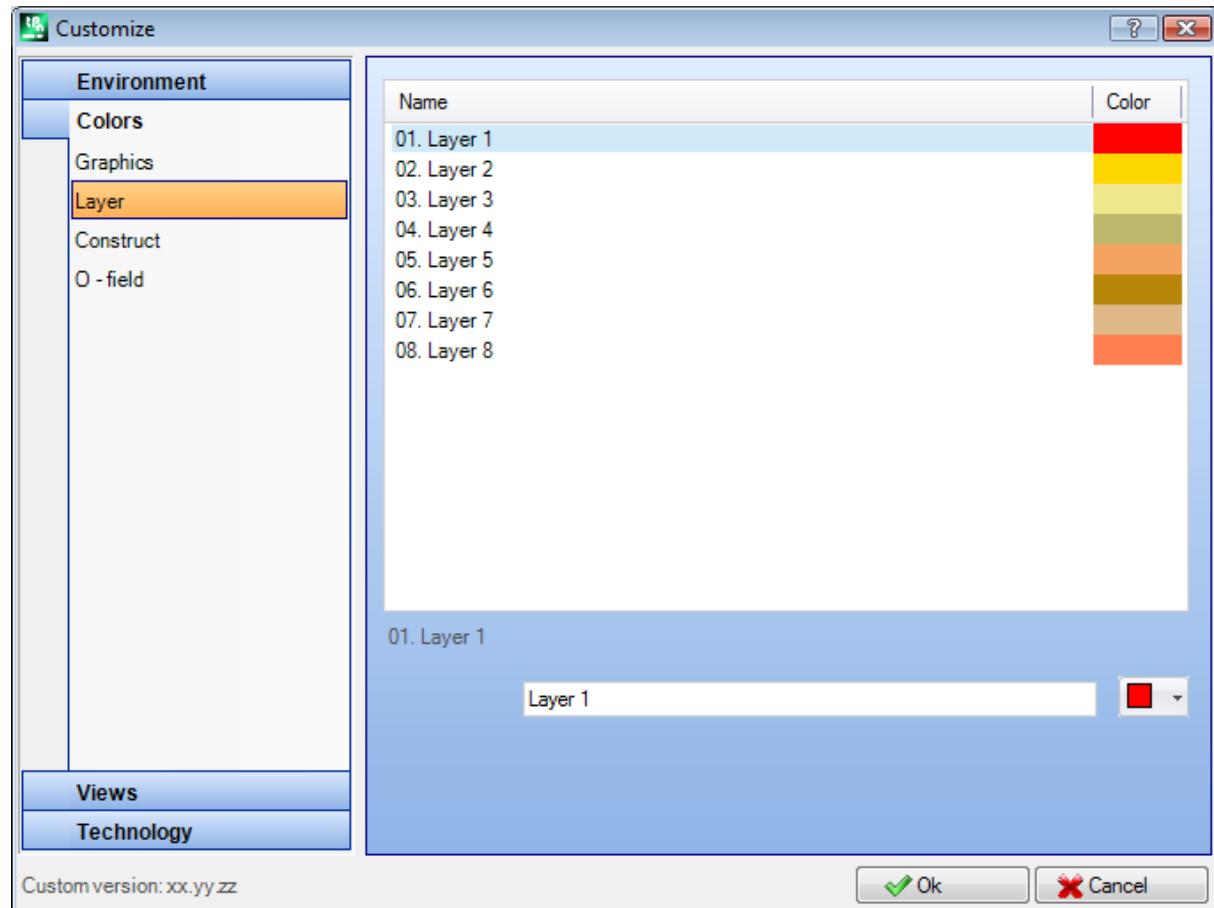 Customize
Environment
Colors
Graphics
Layer
Construct
O - field
Views
Technology
Name Color
01. Layer 1
02. Layer 2
03. Layer 3
04. Layer 4
05. Layer 5
06. Layer 6
07. Layer 7
08. Layer 8
01. Layer 1
Layer 1
Custom version: xx.yy.zz
Ok Cancel